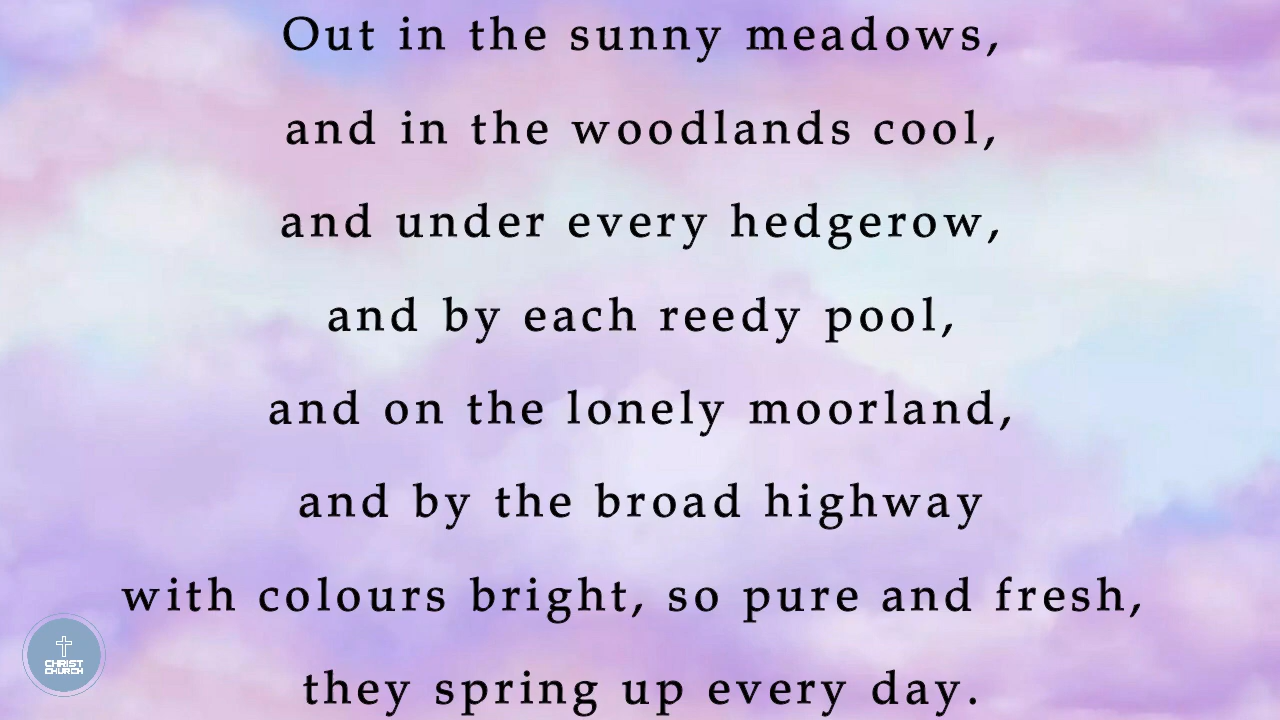 Out in the sunny meadows,
and in the woodlands cool,
and under every hedgerow,
and by each reedy pool,
and on the lonely moorland,
and by the broad highway
with colours bright, so pure and fresh,
they spring up every day.
CHRIST
CHURCH